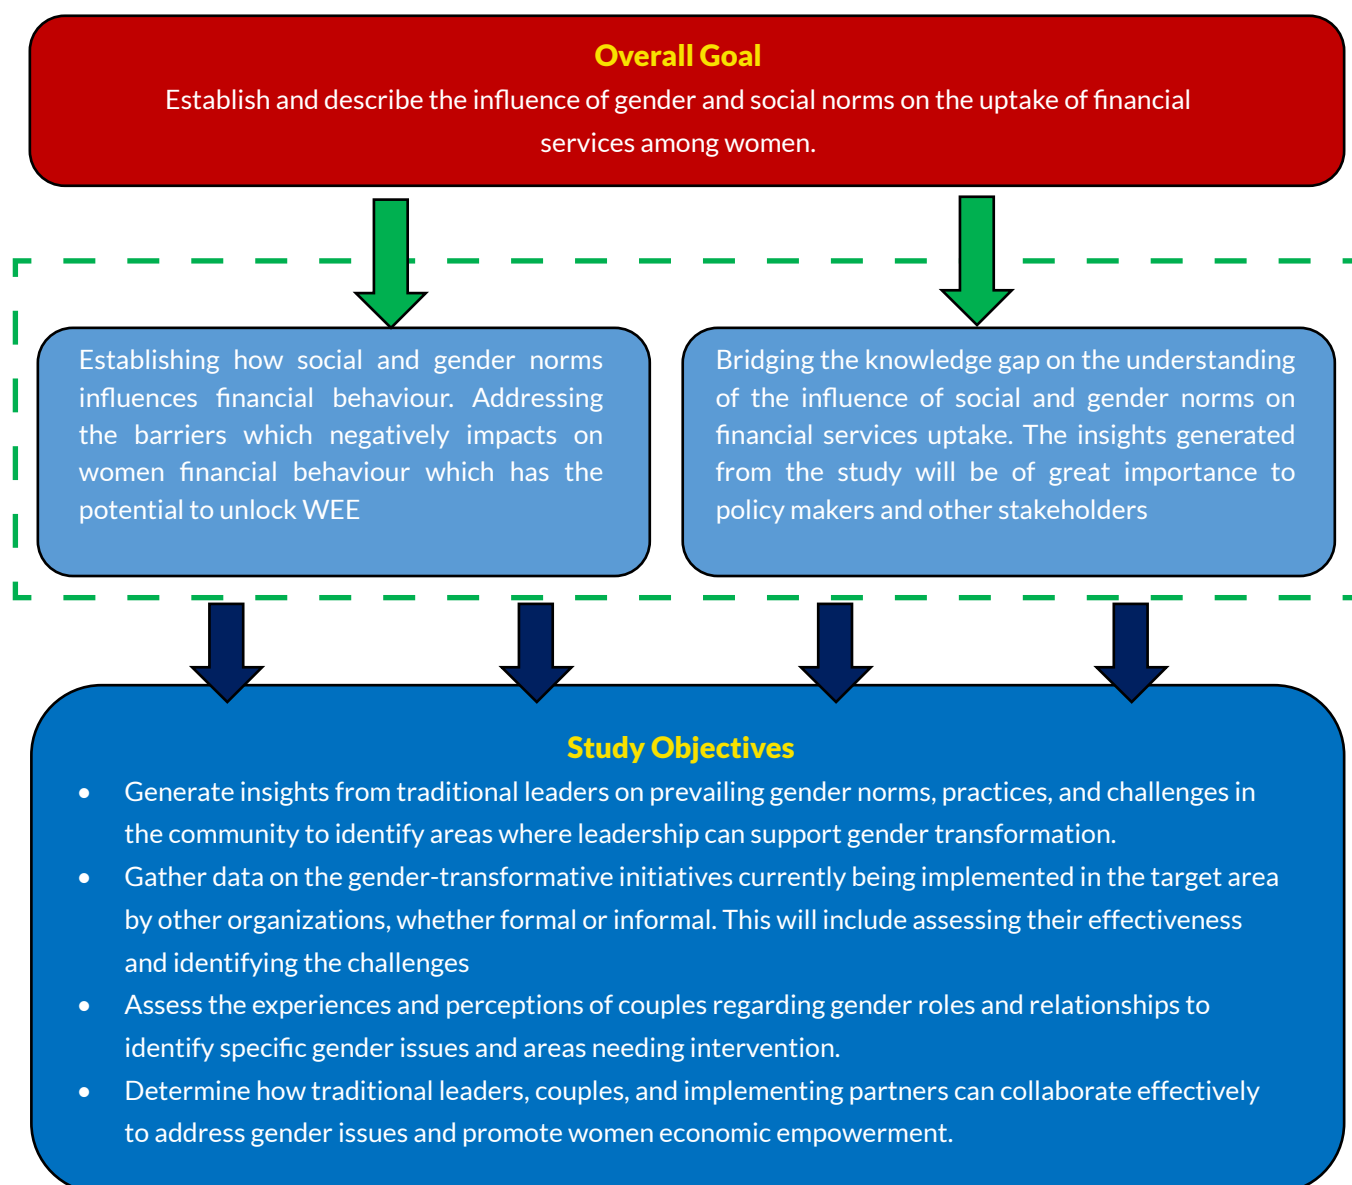 Overall Goal
Establish and describe the influence of gender and social norms on the uptake of financial
services among women.
Establishing how social and gender norms
influences financial behaviour. Addressing
the barriers which negatively impacts on
women financial behaviour which has the
potential to unlock WEE
Bridging the knowledge gap on the understanding
of the influence of social and gender norms on
financial services uptake. The insights generated
from the study will be of great importance to
policy makers and other stakeholders
Study Objectives
• Generate insights from traditional leaders on prevailing gender norms, practices, and challenges in
the community to identify areas where leadership can support gender transformation.
• Gather data on the gender-transformative initiatives currently being implemented in the target area
by other organizations, whether formal or informal. This will include assessing their effectiveness
and identifying the challenges
• Assess the experiences and perceptions of couples regarding gender roles and relationships to
identify specific gender issues and areas needing intervention.
• Determine how traditional leaders, couples, and implementing partners can collaborate effectively
to address gender issues and promote women economic empowerment.